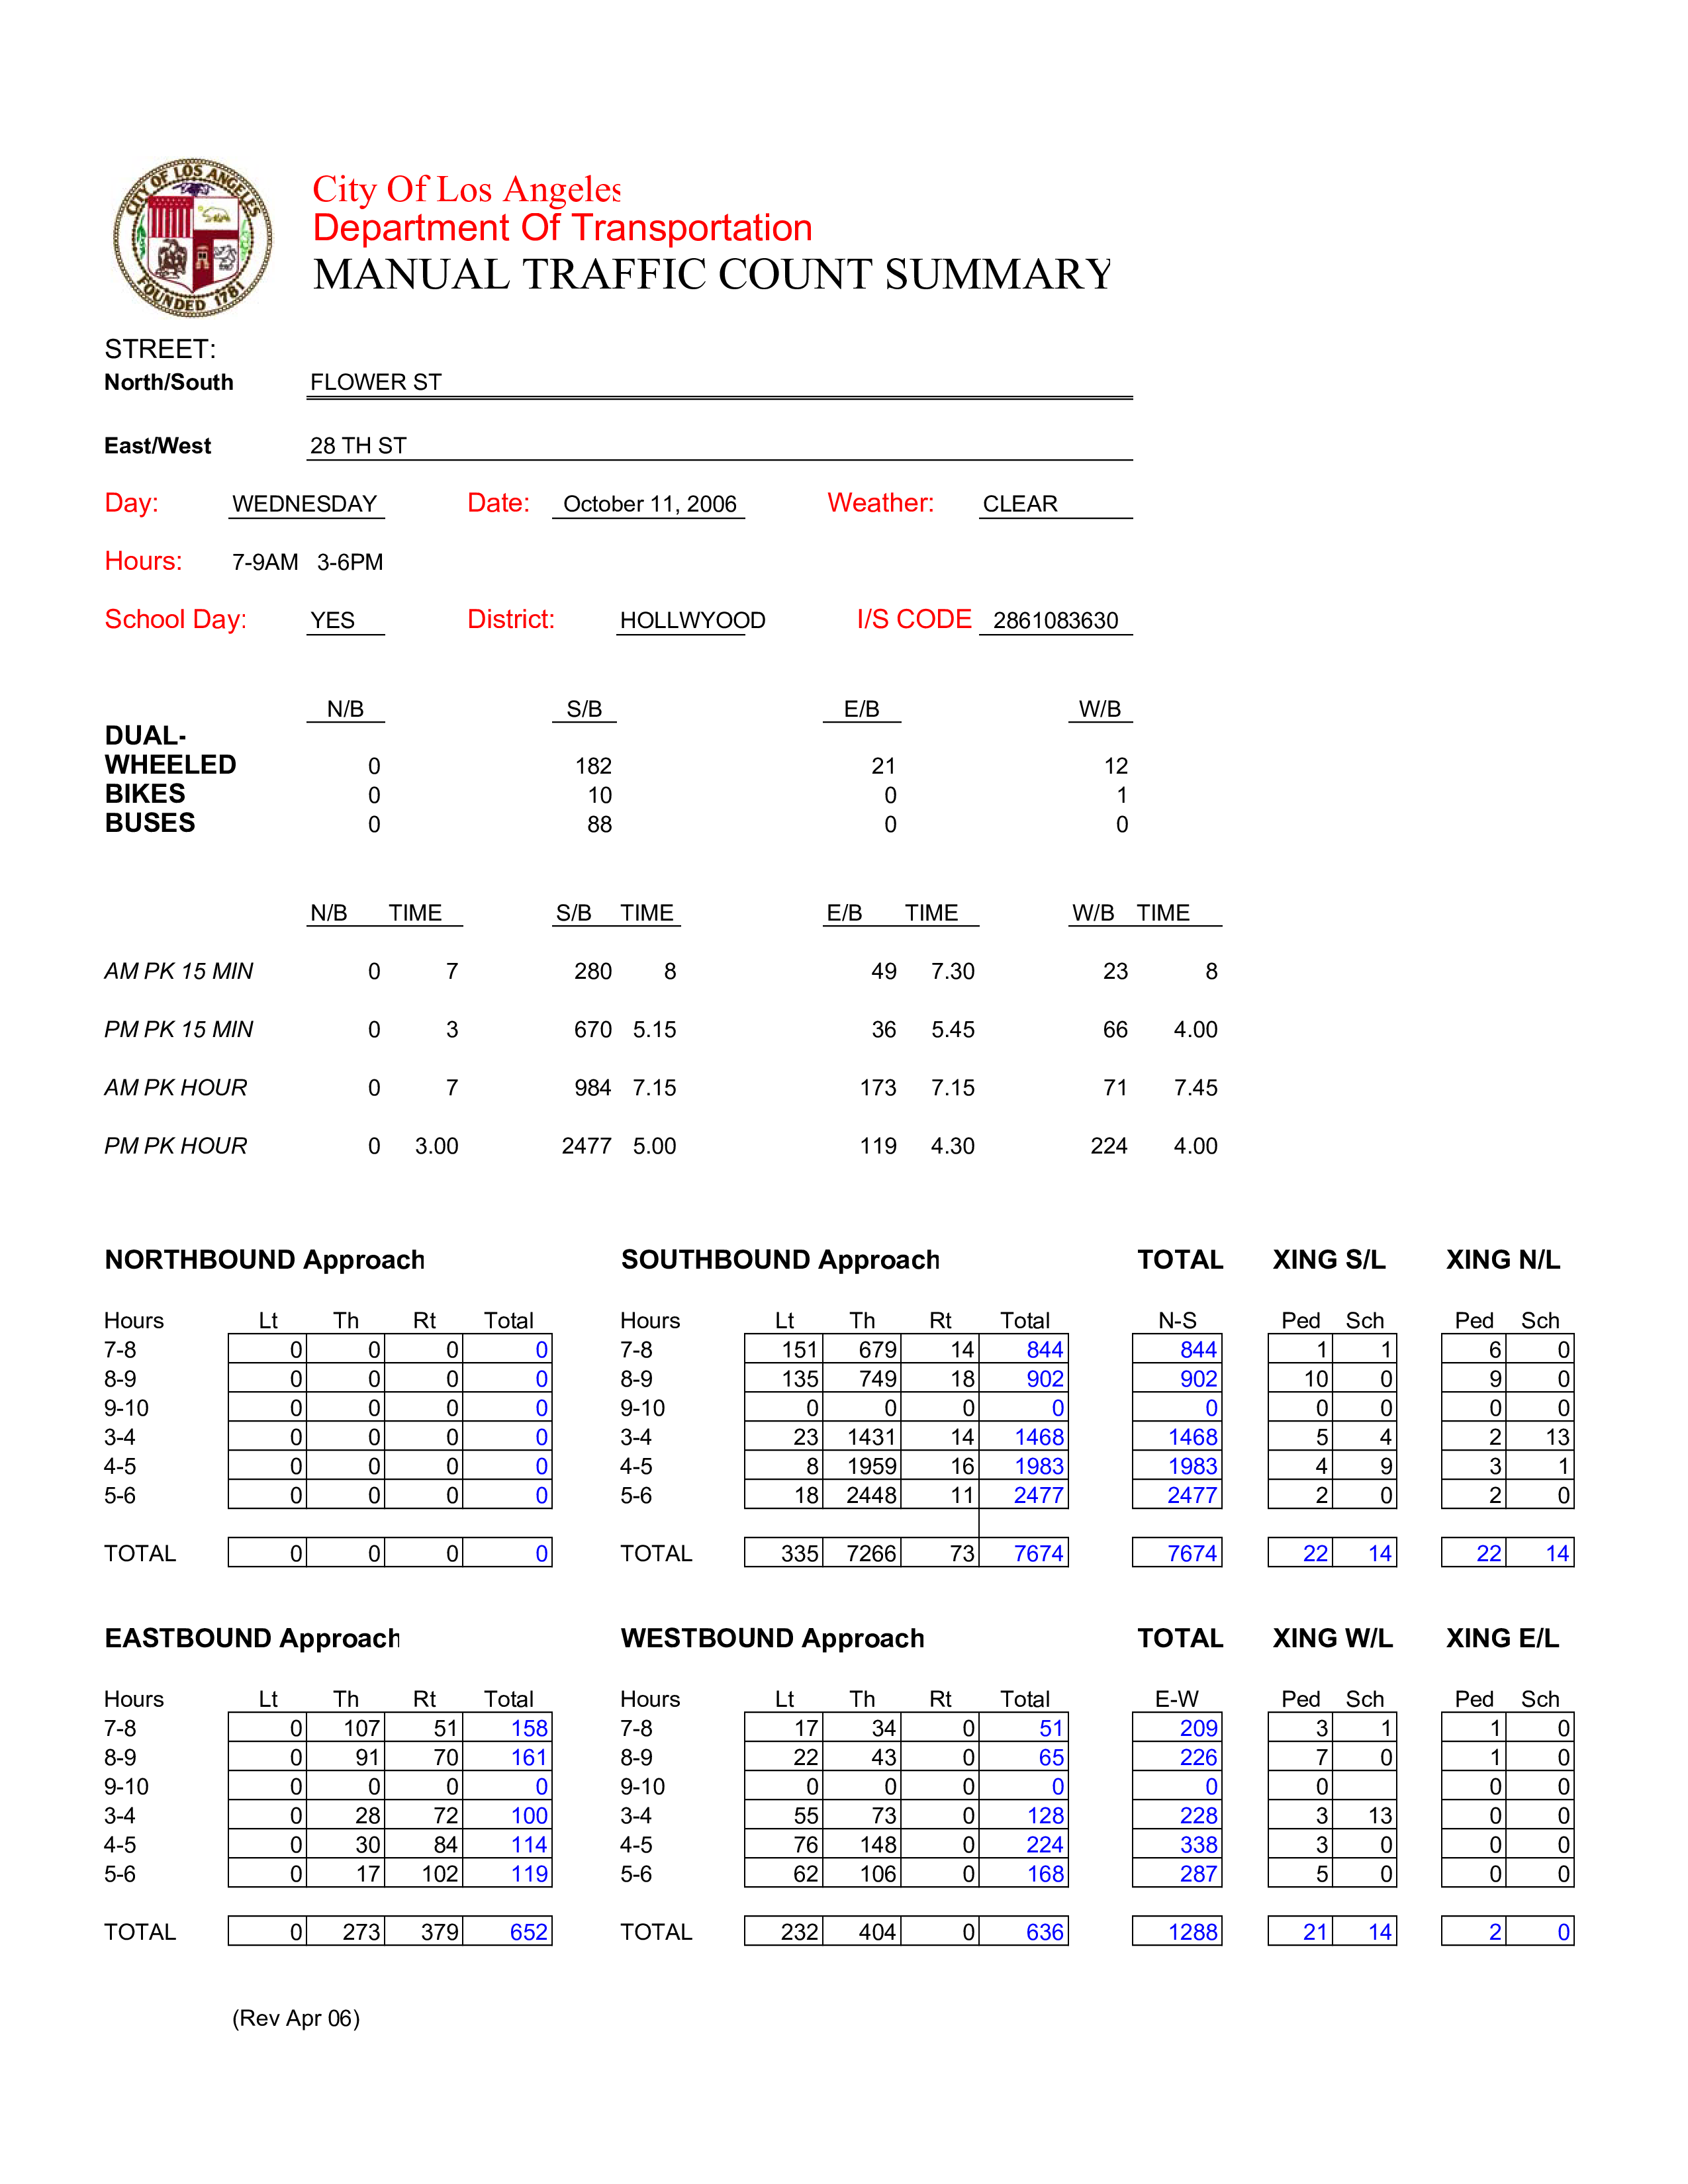 CITY OF LOS ANGELES
FOUNDED 1781
City Of Los Angeles
Department Of Transportation
MANUAL TRAFFIC COUNT SUMMARY
STREET:
North/South FLOWER ST
East/West 28 TH ST
Day: WEDNESDAY Date: October 11, 2006 Weather: CLEAR
Hours: 7-9AM 3-6PM
School Day: YES District: HOLLWYOOD I/S CODE 2861083630
N/B S/B E/B W/B
DUAL-
WHEELED 0 182 21 12
BIKES 0 10 0 1
BUSES 0 88 0 0
N/B TIME S/B TIME E/B TIME W/B TIME
AM PK 15 MIN 0 7 280 8 49 7.30 23 8
PM PK 15 MIN 0 3 670 5.15 36 5.45 66 4.00
AM PK HOUR 0 7 984 7.15 173 7.15 71 7.45
PM PK HOUR 0 3.00 2477 5.00 119 4.30 224 4.00
NORTHBOUND Approach SOUTHBOUND Approach TOTAL XING S/L XING N/L
Hours Lt Th Rt Total Hours Lt Th Rt Total N-S Ped Sch Ped Sch
7-8 0 0 0 0 7-8 151 679 14 844 844 1 1 6 0
8-9 0 0 0 0 8-9 135 749 18 902 902 10 0 9 0
9-10 0 0 0 0 9-10 0 0 0 0 0 0 0 0 0
3-4 0 0 0 0 3-4 23 1431 14 1468 1468 5 4 2 13
4-5 0 0 0 0 4-5 8 1959 16 1983 1983 4 9 3 1
5-6 0 0 0 0 5-6 18 2448 11 2477 2477 2 0 2 0
TOTAL 0 0 0 0 TOTAL 335 7266 73 7674 7674 22 14 22 14
EASTBOUND Approach WESTBOUND Approach TOTAL XING W/L XING E/L
Hours Lt Th Rt Total Hours Lt Th Rt Total E-W Ped Sch Ped Sch
7-8 0 107 51 158 7-8 17 34 0 51 209 3 1 1 0
8-9 0 91 70 161 8-9 22 43 0 65 226 7 0 1 0
9-10 0 0 0 0 9-10 0 0 0 0 0 0 0 0
3-4 0 28 72 100 3-4 55 73 0 128 228 3 13 0 0
4-5 0 30 84 114 4-5 76 148 0 224 338 3 0 0 0
5-6 0 17 102 119 5-6 62 106 0 168 287 5 0 0 0
TOTAL 0 273 379 652 TOTAL 232 404 0 636 1288 21 14 2 0
(Rev Apr 06)